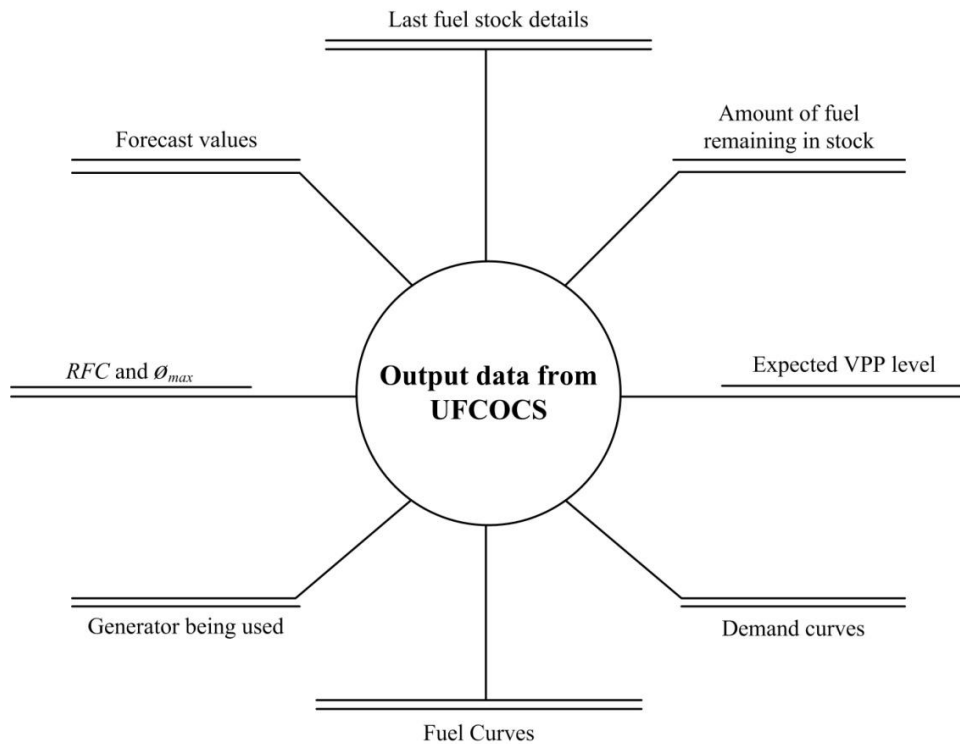 Last fuel stock details
Forecast values
Amount of fuel
remaining in stock
RFC and ø_max
Expected VPP level
Output data from
UFCOCS
Generator being used
Demand curves
Fuel Curves